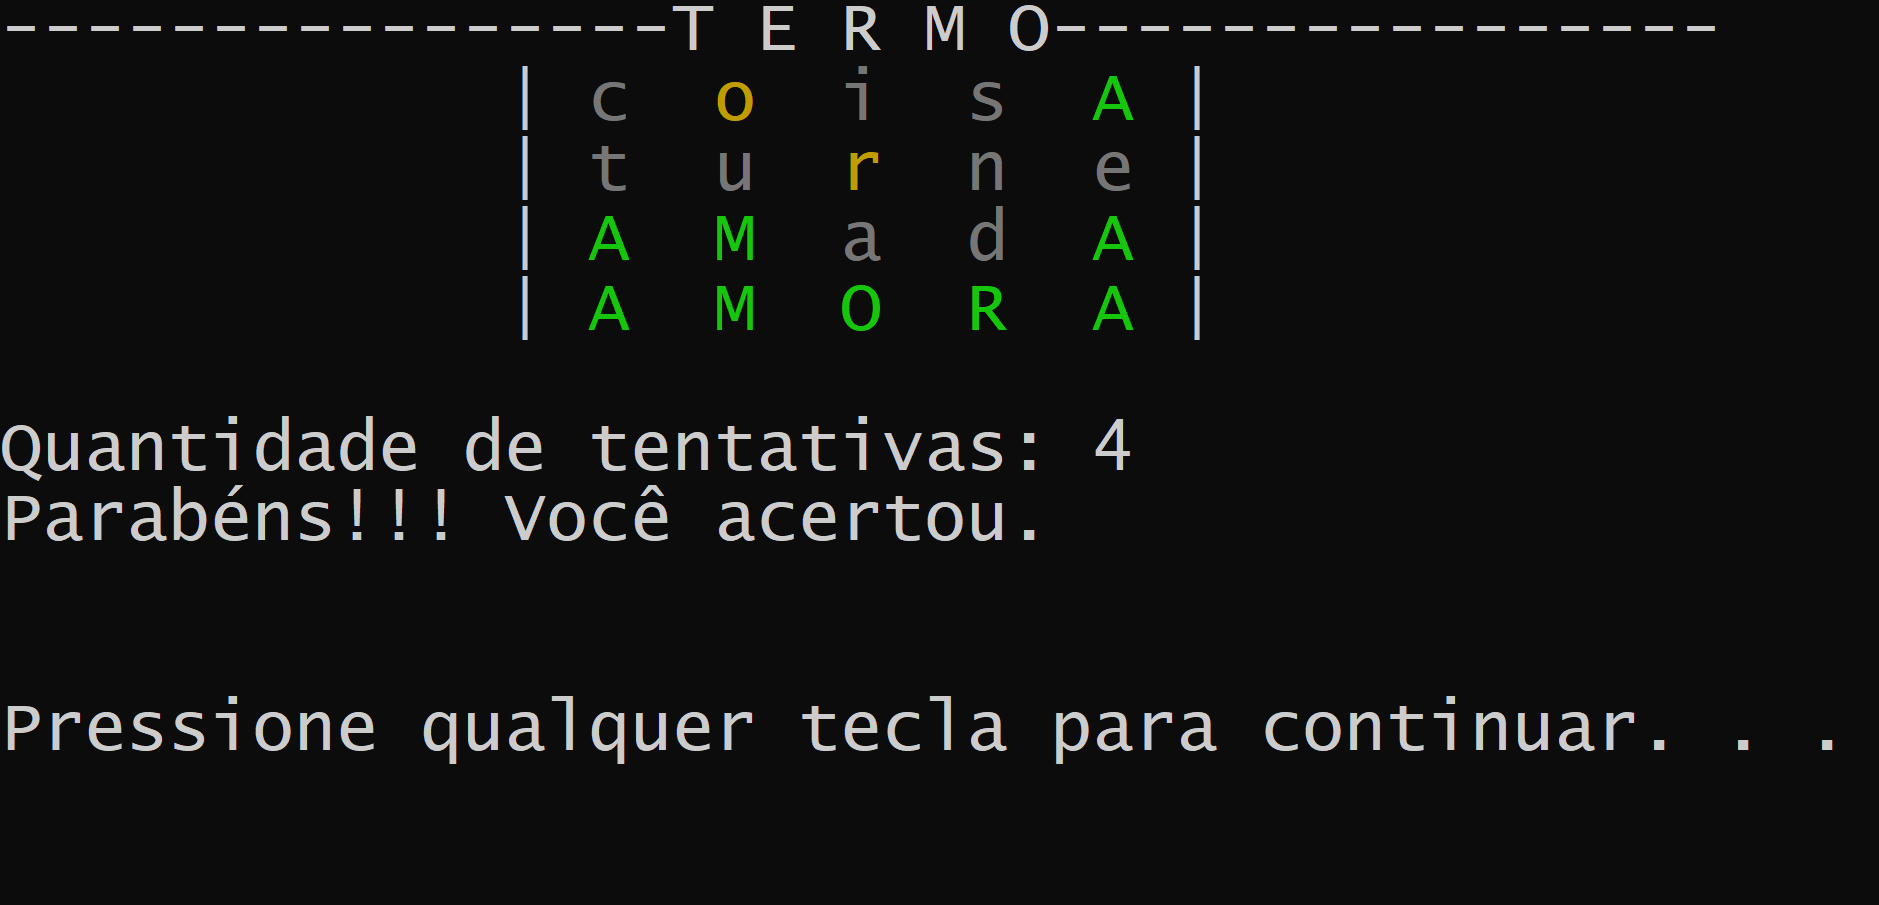 ----------------T E R M O----------------
| c o i s A |
| t u r n e |
| A M a d A |
| A M O R A |
Quantidade de tentativas: 4
Parabéns!!! Você acertou.
Pressione qualquer tecla para continuar. . .